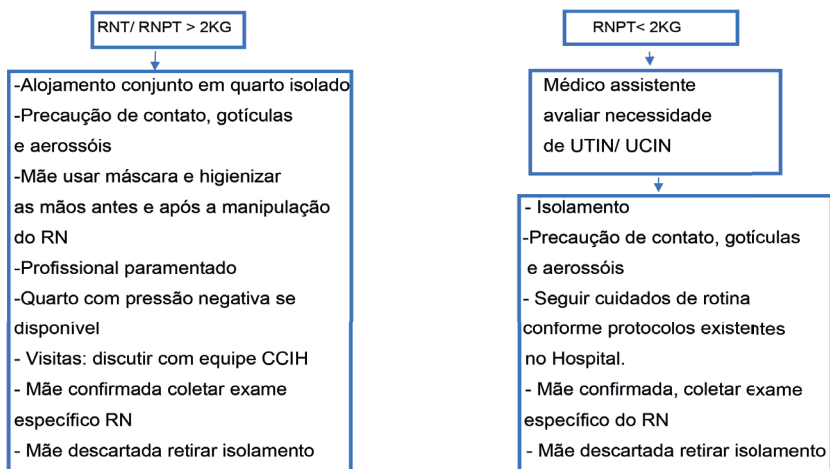 RNT/ RNPT > 2KG
-Alojamento conjunto em quarto isolado
-Precaução de contato, gotículas
e aerossóis
-Mãe usar máscara e higienizar
as mãos antes e após a manipulação
do RN
-Profissional paramentado
-Quarto com pressão negativa se
disponível
- Visitas: discutir com equipe CCIH
- Mãe confirmada coletar exame
específico RN
- Mãe descartada retirar isolamento
RNPT< 2KG
Médico assistente
avaliar necessidade
de UTIN/ UCIN
- Isolamento
-Precaução de contato, gotículas
e aerossóis
- Seguir cuidados de rotina
conforme protocolos existentes
no Hospital.
- Mãe confirmada, coletar exame
específico do RN
- Mãe descartada retirar isolamento